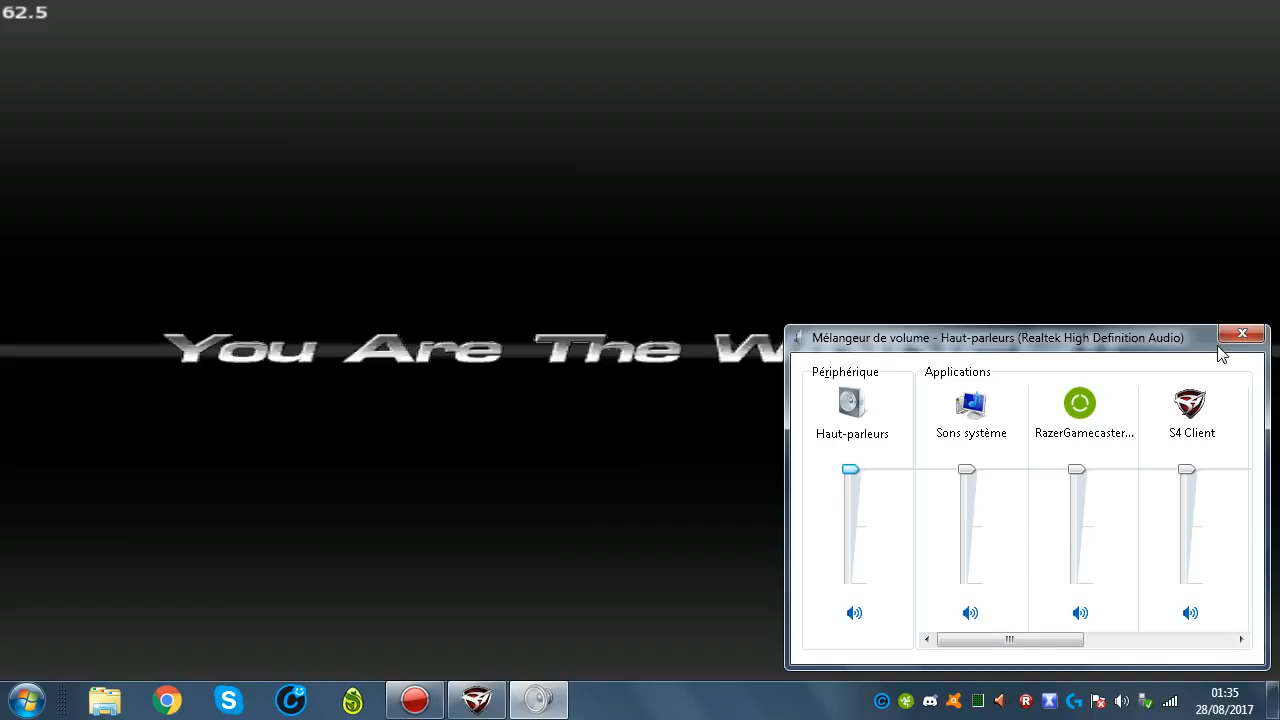 62.5
You Are The W
Mélangeur de volume - Haut-parleurs (Realtek High Definition Audio)
Périphérique
Applications
Haut-parleurs
Sons système
RazerGamecaster...
S4 Client
01:35
28/08/2017